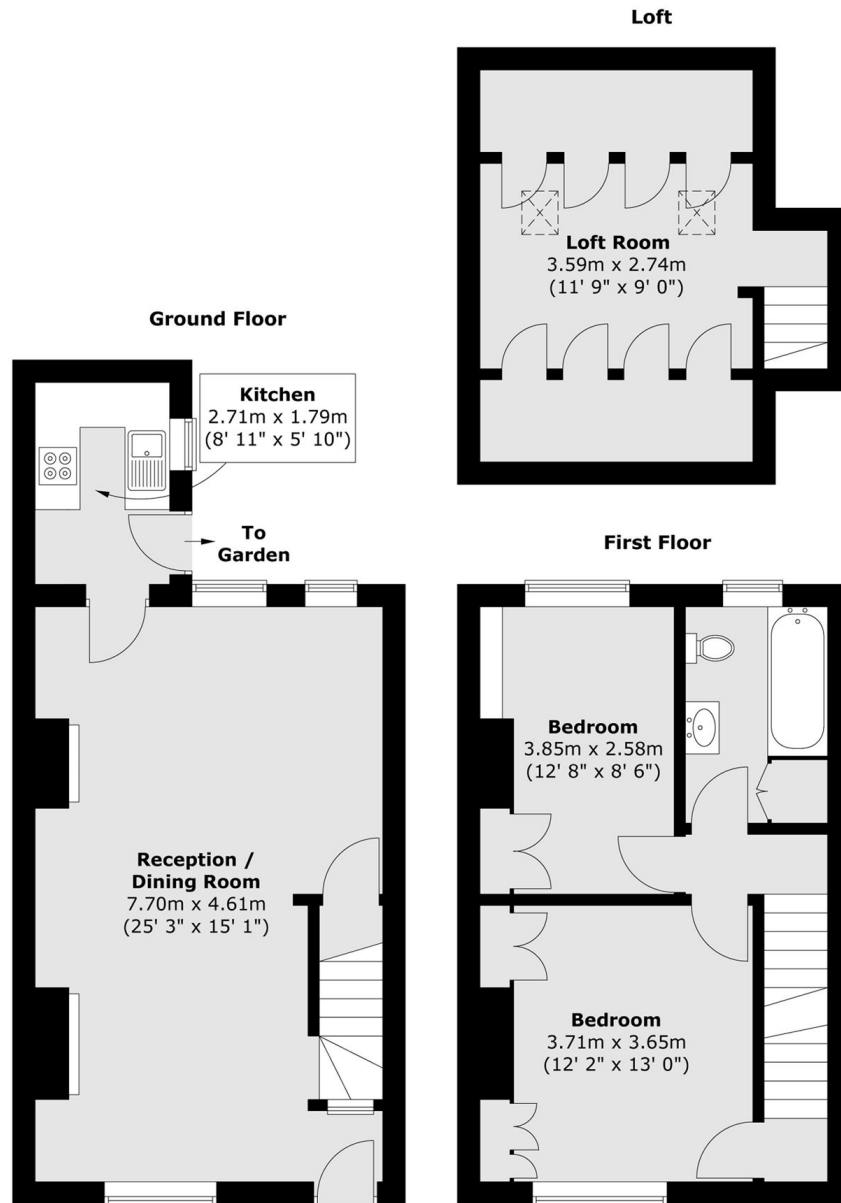 Loft
Loft Room
3.59m x 2.74m
(11' 9" x 9' 0")
Ground Floor
Kitchen
2.71m x 1.79m
(8' 11" x 5' 10")
To
Garden
Reception /
Dining Room
7.70m x 4.61m
(25' 3" x 15' 1")
First Floor
Bedroom
3.85m x 2.58m
(12' 8" x 8' 6")
Bedroom
3.71m x 3.65m
(12' 2" x 13' 0")